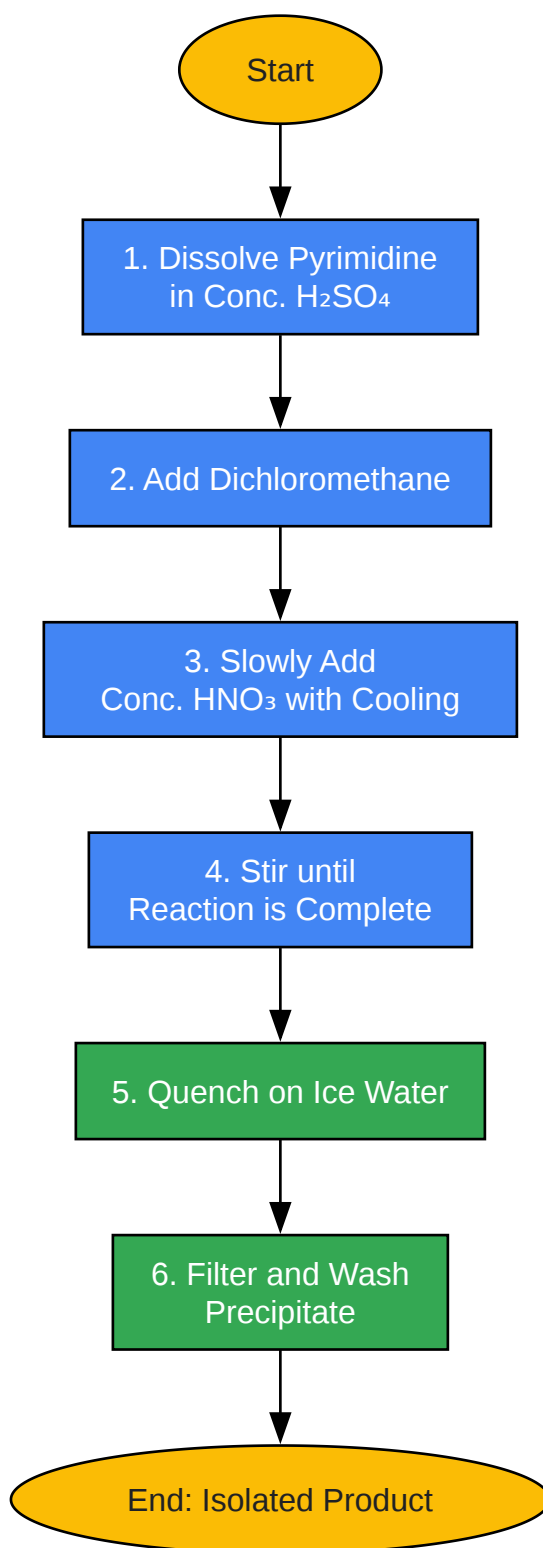 Start
1. Dissolve Pyrimidine
in Conc. H₂SO₄
2. Add Dichloromethane
3. Slowly Add
Conc. HNO₃ with Cooling
4. Stir until
Reaction is Complete
5. Quench on Ice Water
6. Filter and Wash
Precipitate
End: Isolated Product